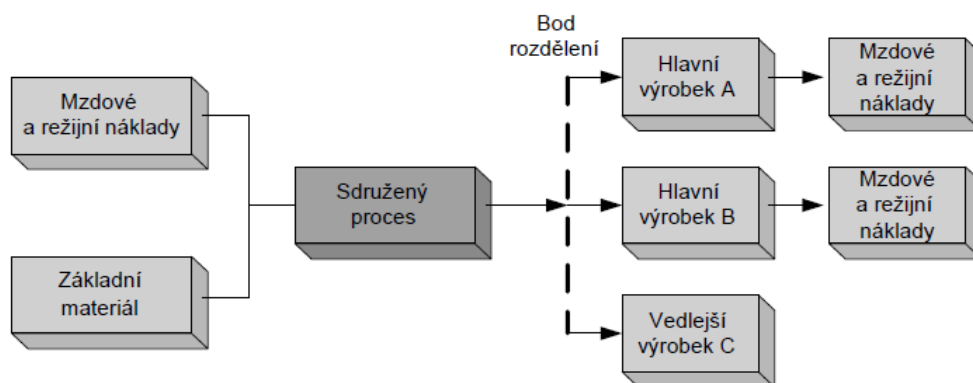 Bod
rozdělení
Mzdové
a režijní náklady
Základní
materiál
Sdružený
proces
Hlavní
výrobek A
Mzdové
a režijní
náklady
Hlavní
výrobek B
Mzdové
a režijní
náklady
Vedlejší
výrobek C